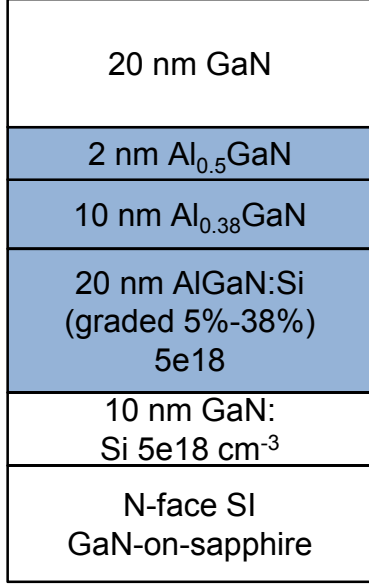 20 nm GaN
2 nm Al₀.₅GaN
10 nm Al₀.₃₈GaN
20 nm AlGaN:Si
(graded 5%-38%)
5e18
10 nm GaN:
Si 5e18 cm⁻³
N-face SI
GaN-on-sapphire